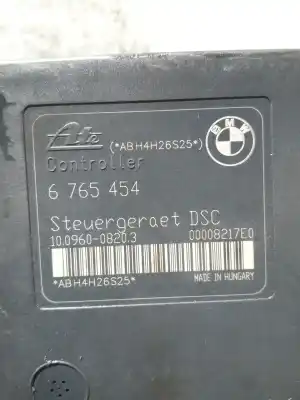 Ate (*ABH4H26S25*)
BMW
Controller
6 765 454
Steuergeraet DSC
10.0960-0820.3 00008217E0
*ABH4H26S25*
MADE IN HUNGARY